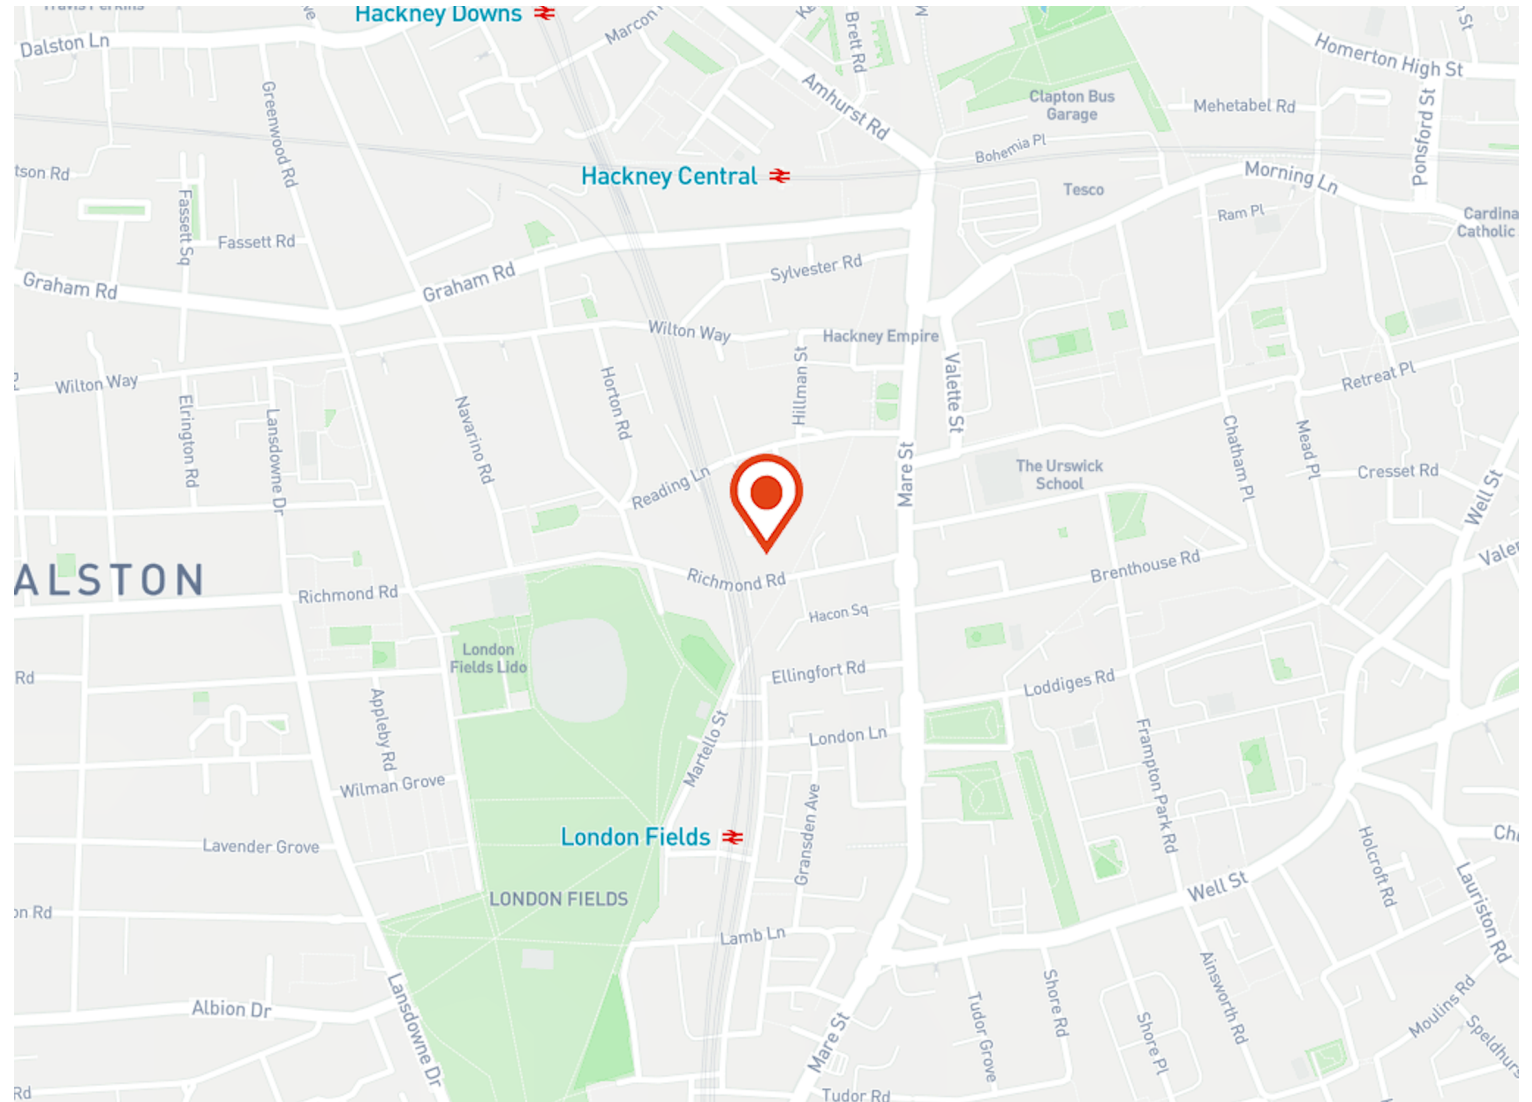 Travis Perkins
Hackney Downs
Dalston Ln
Marcon
Brett Rd
Homerton High St
Greenwood Rd
Amhurst Rd
Clapton Bus
Garage
Mehetabel Rd
Ponsford St
Bohemia Pl
tson Rd
Hackney Central
Tesco
Morning Ln
Fassett Sq
Fassett Rd
Ram Pl
Cardina
Catholic
Graham Rd
Graham Rd
Sylvester Rd
Wilton Way
Hackney Empire
Wilton Way
Elrington Rd
Lansdowne Dr
Navarino Rd
Horton Rd
Hillman St
Valette St
Retreat Pl
Mare St
Chatham Pl
Mead Pl
Reading Ln
The Urswick
School
Cresset Rd
Well St
ALSTON
Richmond Rd
Richmond Rd
Brenthouse Rd
Valer
Hacon Sq
London
Fields Lido
Rd
Ellingfort Rd
Loddiges Rd
Appleby Rd
Martello St
London Ln
Frampton Park Rd
Wilman Grove
Gransden Ave
London Fields
Lavender Grove
Holcroft Rd
Ch
LONDON FIELDS
Well St
Lauriston Rd
on Rd
Lamb Ln
Albion Dr
Lansdowne Dr
Mare St
Tudor Grove
Shore Rd
Shore Pl
Ainsworth Rd
Moulins Rd
Speldhurs
Rd
Tudor Rd